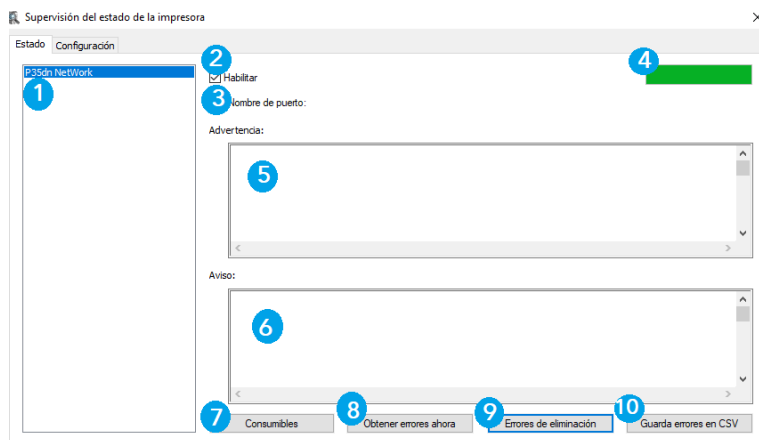 Supervisión del estado de la impresora
Estado Configuración
P35dn NetWork
1
2
Habilitar
4
3
Nombre de puerto:
Advertencia:
5
Aviso:
6
7 8 9 10
Consumibles Obtener errores ahora Errores de eliminación Guarda errores en CSV